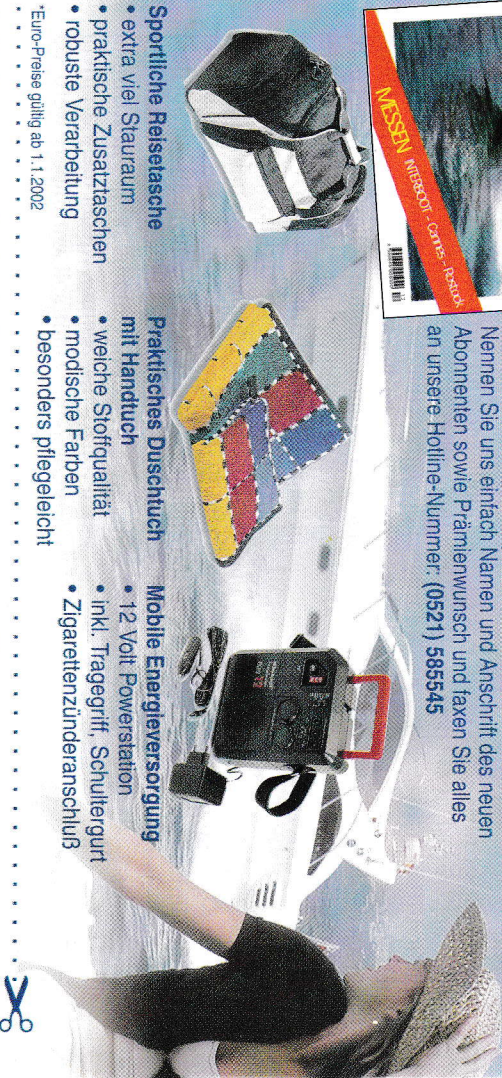 MESSEN INTERBOOT - Cannes - Rostock
Nennen Sie uns einfach Namen und Anschrift des neuen
Abonnenten sowie Prämienwunsch und faxen Sie alles
an unsere Hotline-Nummer: (0521) 585545
Sportliche Reisetasche
• extra viel Stauraum
• praktische Zusatztaschen
• robuste Verarbeitung
Praktisches Duschtuch
mit Handtuch
• weiche Stoffqualität
• modische Farben
• besonders pflegeleicht
Mobile Energieversorgung
• 12 Volt Powerstation
• inkl. Tragegriff, Schultergurt
• Zigarettenzünderanschluß
*Euro-Preise gültig ab 1.1.2002